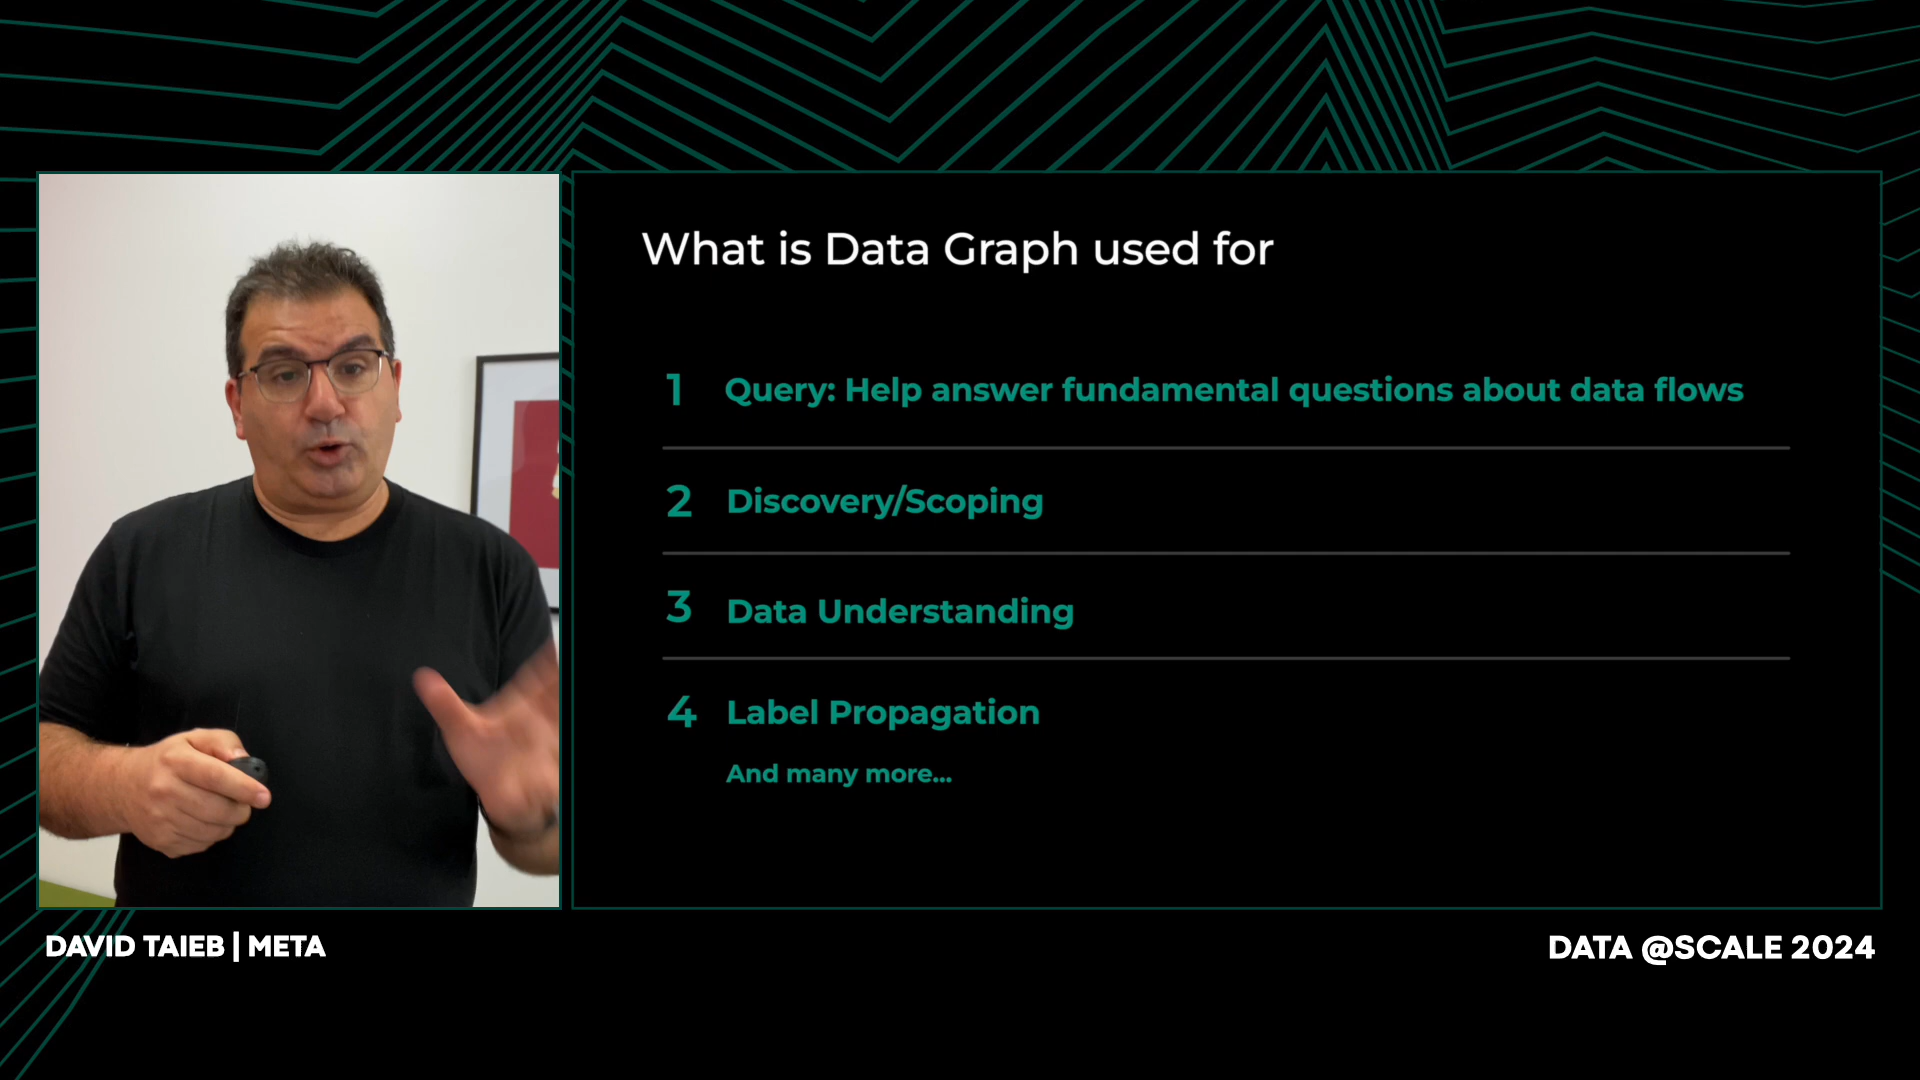 What is Data Graph used for
1 Query: Help answer fundamental questions about data flows
2 Discovery/Scoping
3 Data Understanding
4 Label Propagation
And many more...
DAVID TAIEB | META
DATA @SCALE 2024